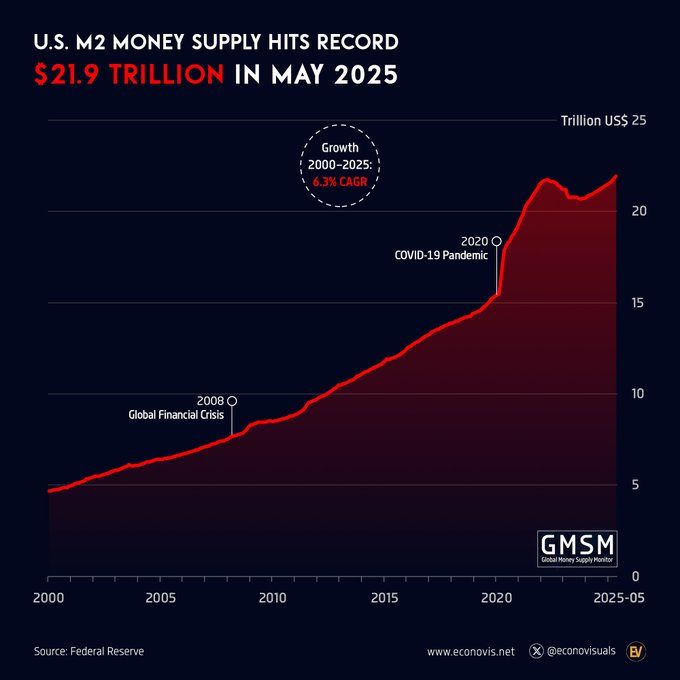 U.S. M2 MONEY SUPPLY HITS RECORD
$21.9 TRILLION IN MAY 2025
Trillion US$ 25
Growth
2000–2025:
6.3% CAGR
20
2020
COVID-19 Pandemic
15
2008
Global Financial Crisis
10
5
GMSM
Global Money Supply Monitor
0
2000 2005 2010 2015 2020 2025-05
Source: Federal Reserve www.econovis.net X @econovisuals EV